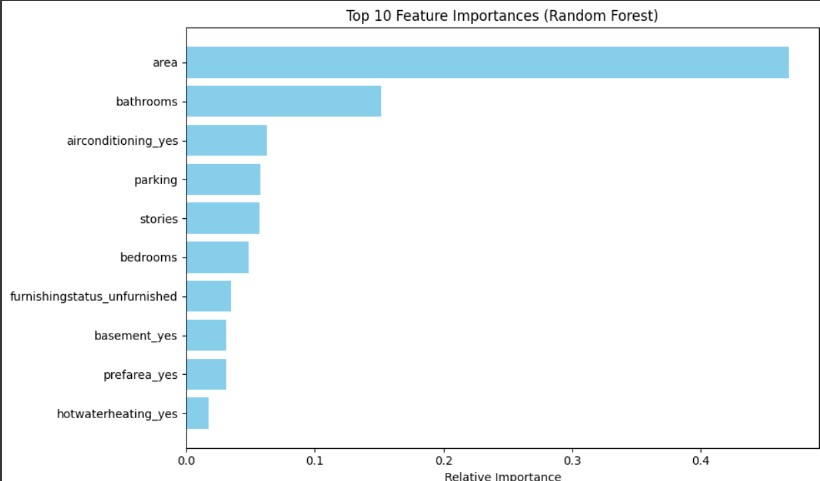 Top 10 Feature Importances (Random Forest)
area
bathrooms
airconditioning_yes
parking
stories
bedrooms
furnishingstatus_unfurnished
basement_yes
prefarea_yes
hotwaterheating_yes
0.0 0.1 0.2 0.3 0.4
Relative Importance